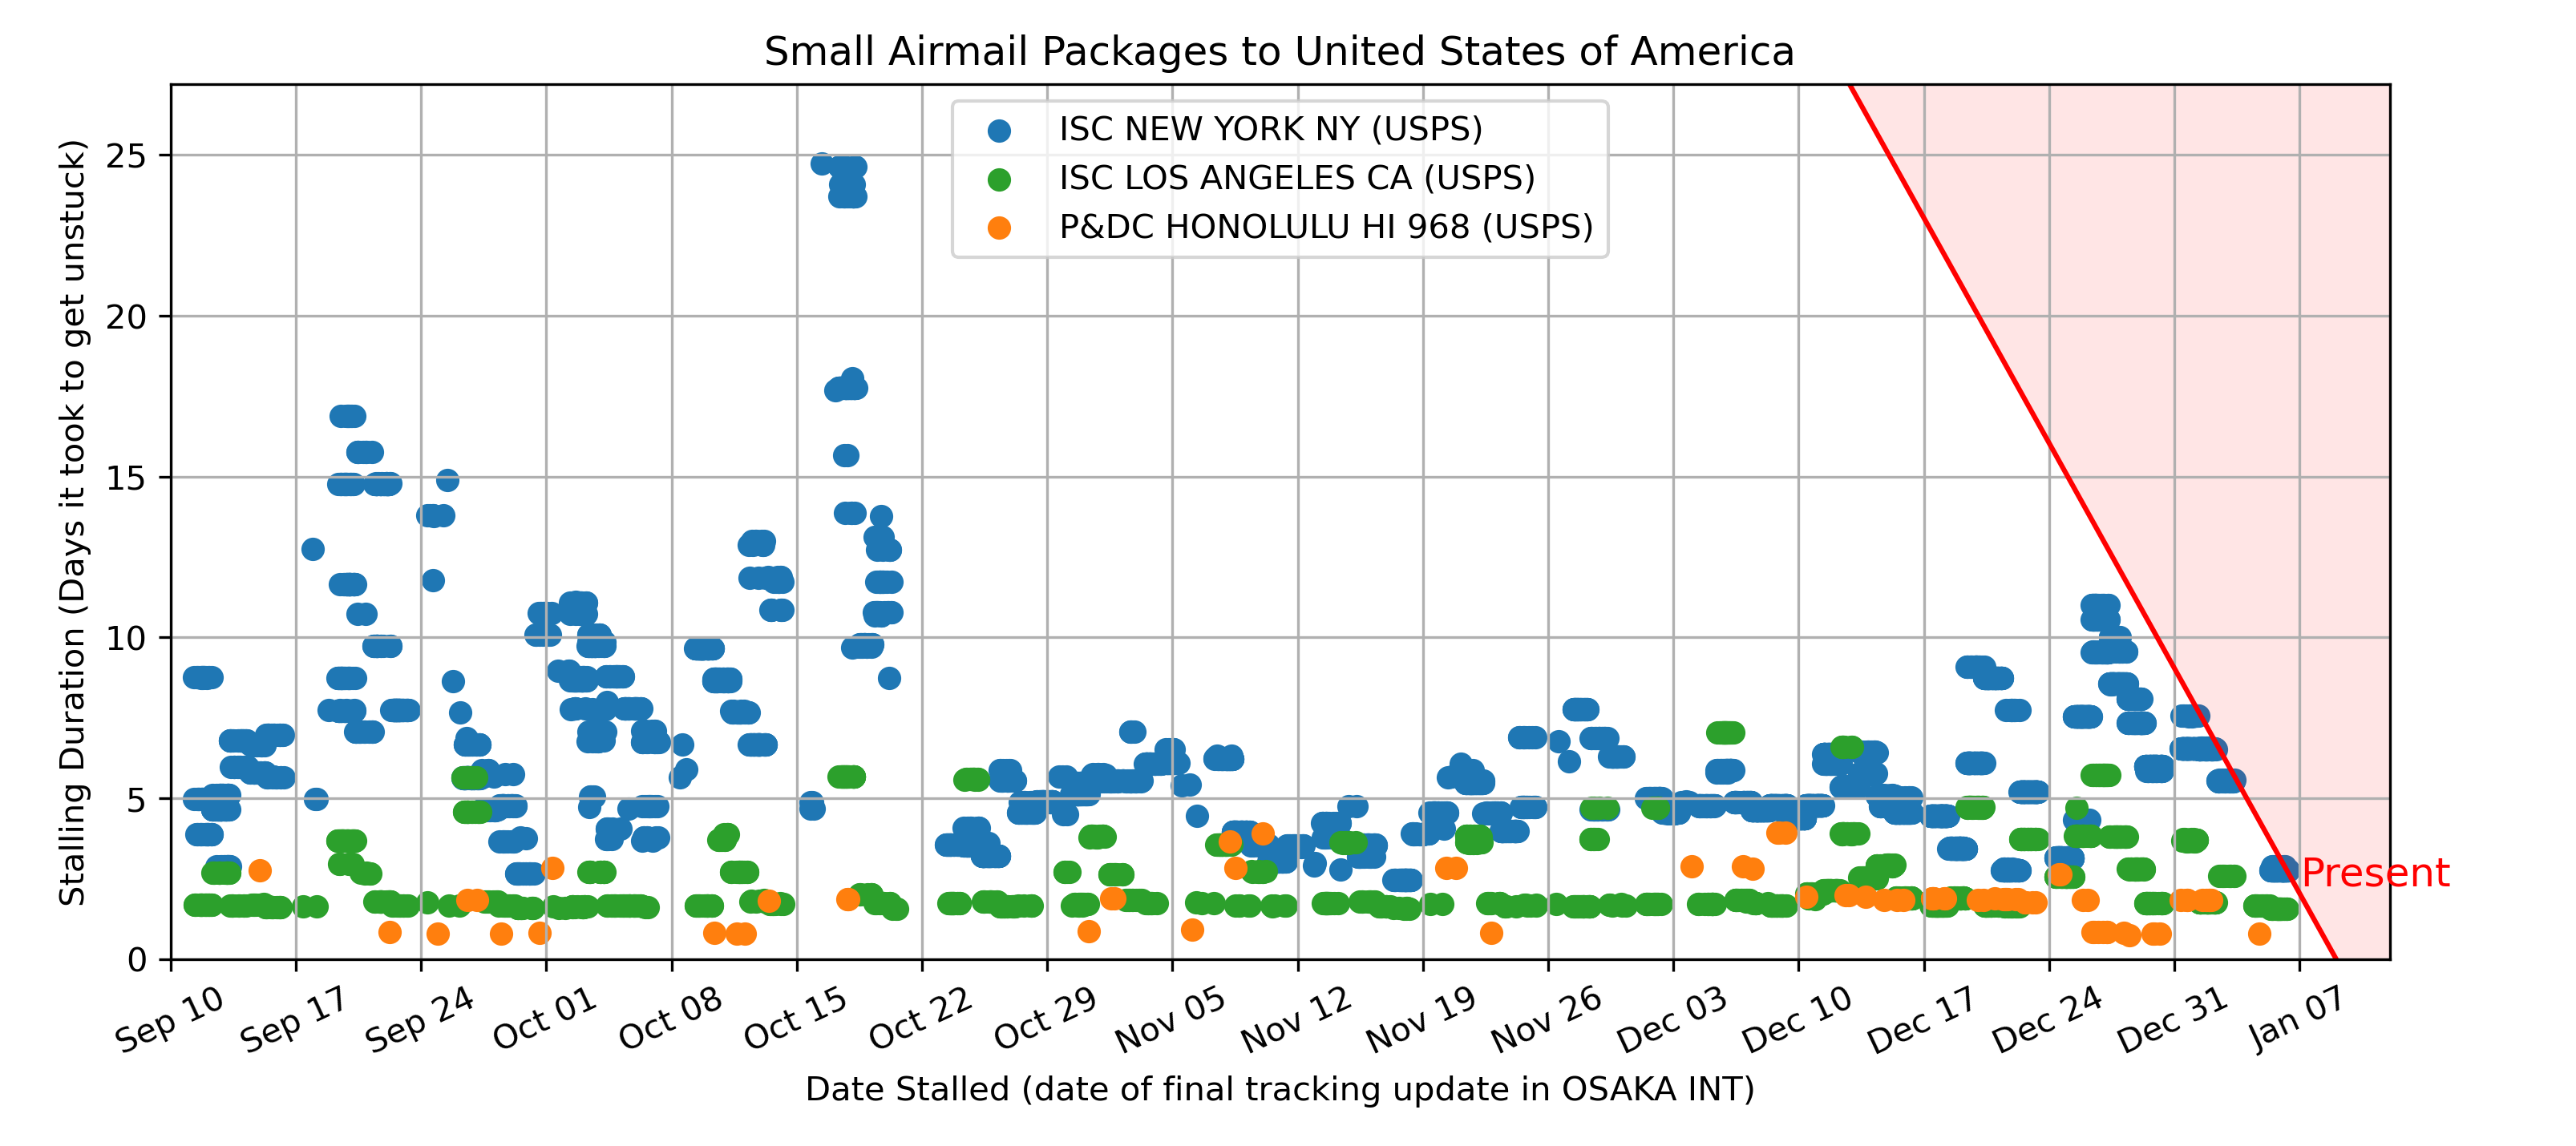 Small Airmail Packages to United States of America
ISC NEW YORK NY (USPS)
ISC LOS ANGELES CA (USPS)
P&DC HONOLULU HI 968 (USPS)
Stalling Duration (Days it took to get unstuck)
25
20
15
10
5
0
Present
Sep 10
Sep 17
Sep 24
Oct 01
Oct 08
Oct 15
Oct 22
Oct 29
Nov 05
Nov 12
Nov 19
Nov 26
Dec 03
Dec 10
Dec 17
Dec 24
Dec 31
Jan 07
Date Stalled (date of final tracking update in OSAKA INT)